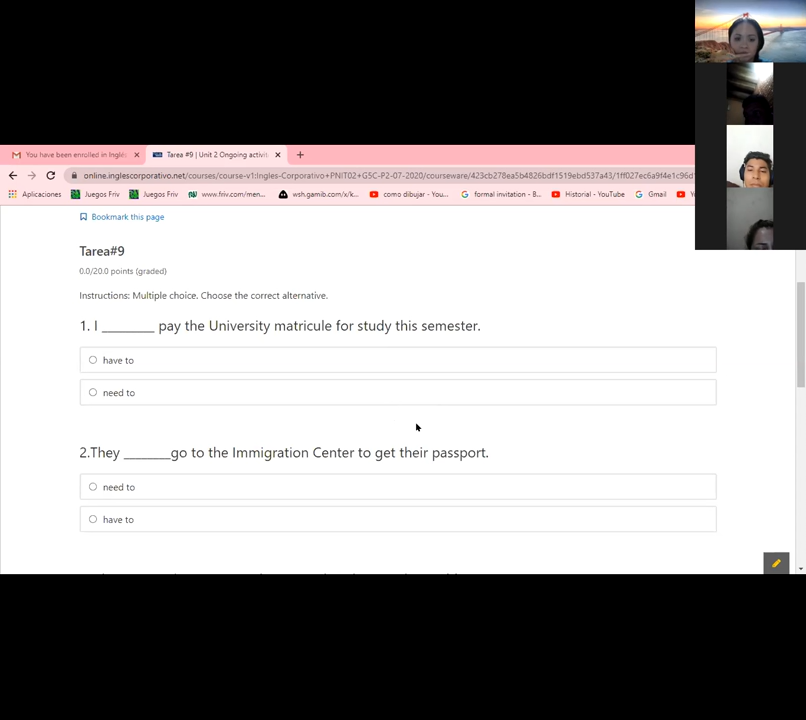 You have been enrolled in Inglés
Tarea #9 | Unit 2 Ongoing activit
online.inglescorporativo.net/courses/course-v1:Ingles-Corporativo+PNIT02+G5C-P2-07-2020/courseware/423cb278ea5b4826bdf1519ebd537a43/1ff027ec6a9f4e1c96d
Aplicaciones
Juegos Friv
Juegos Friv
www.friv.com/men...
wsh.gamib.com/x/k...
como dibujar - You...
formal invitation - B...
Historial - YouTube
Gmail
Bookmark this page
Tarea#9
0.0/20.0 points (graded)
Instructions: Multiple choice. Choose the correct alternative.
1. I ________ pay the University matricule for study this semester.
have to
need to
2.They _______go to the Immigration Center to get their passport.
need to
have to